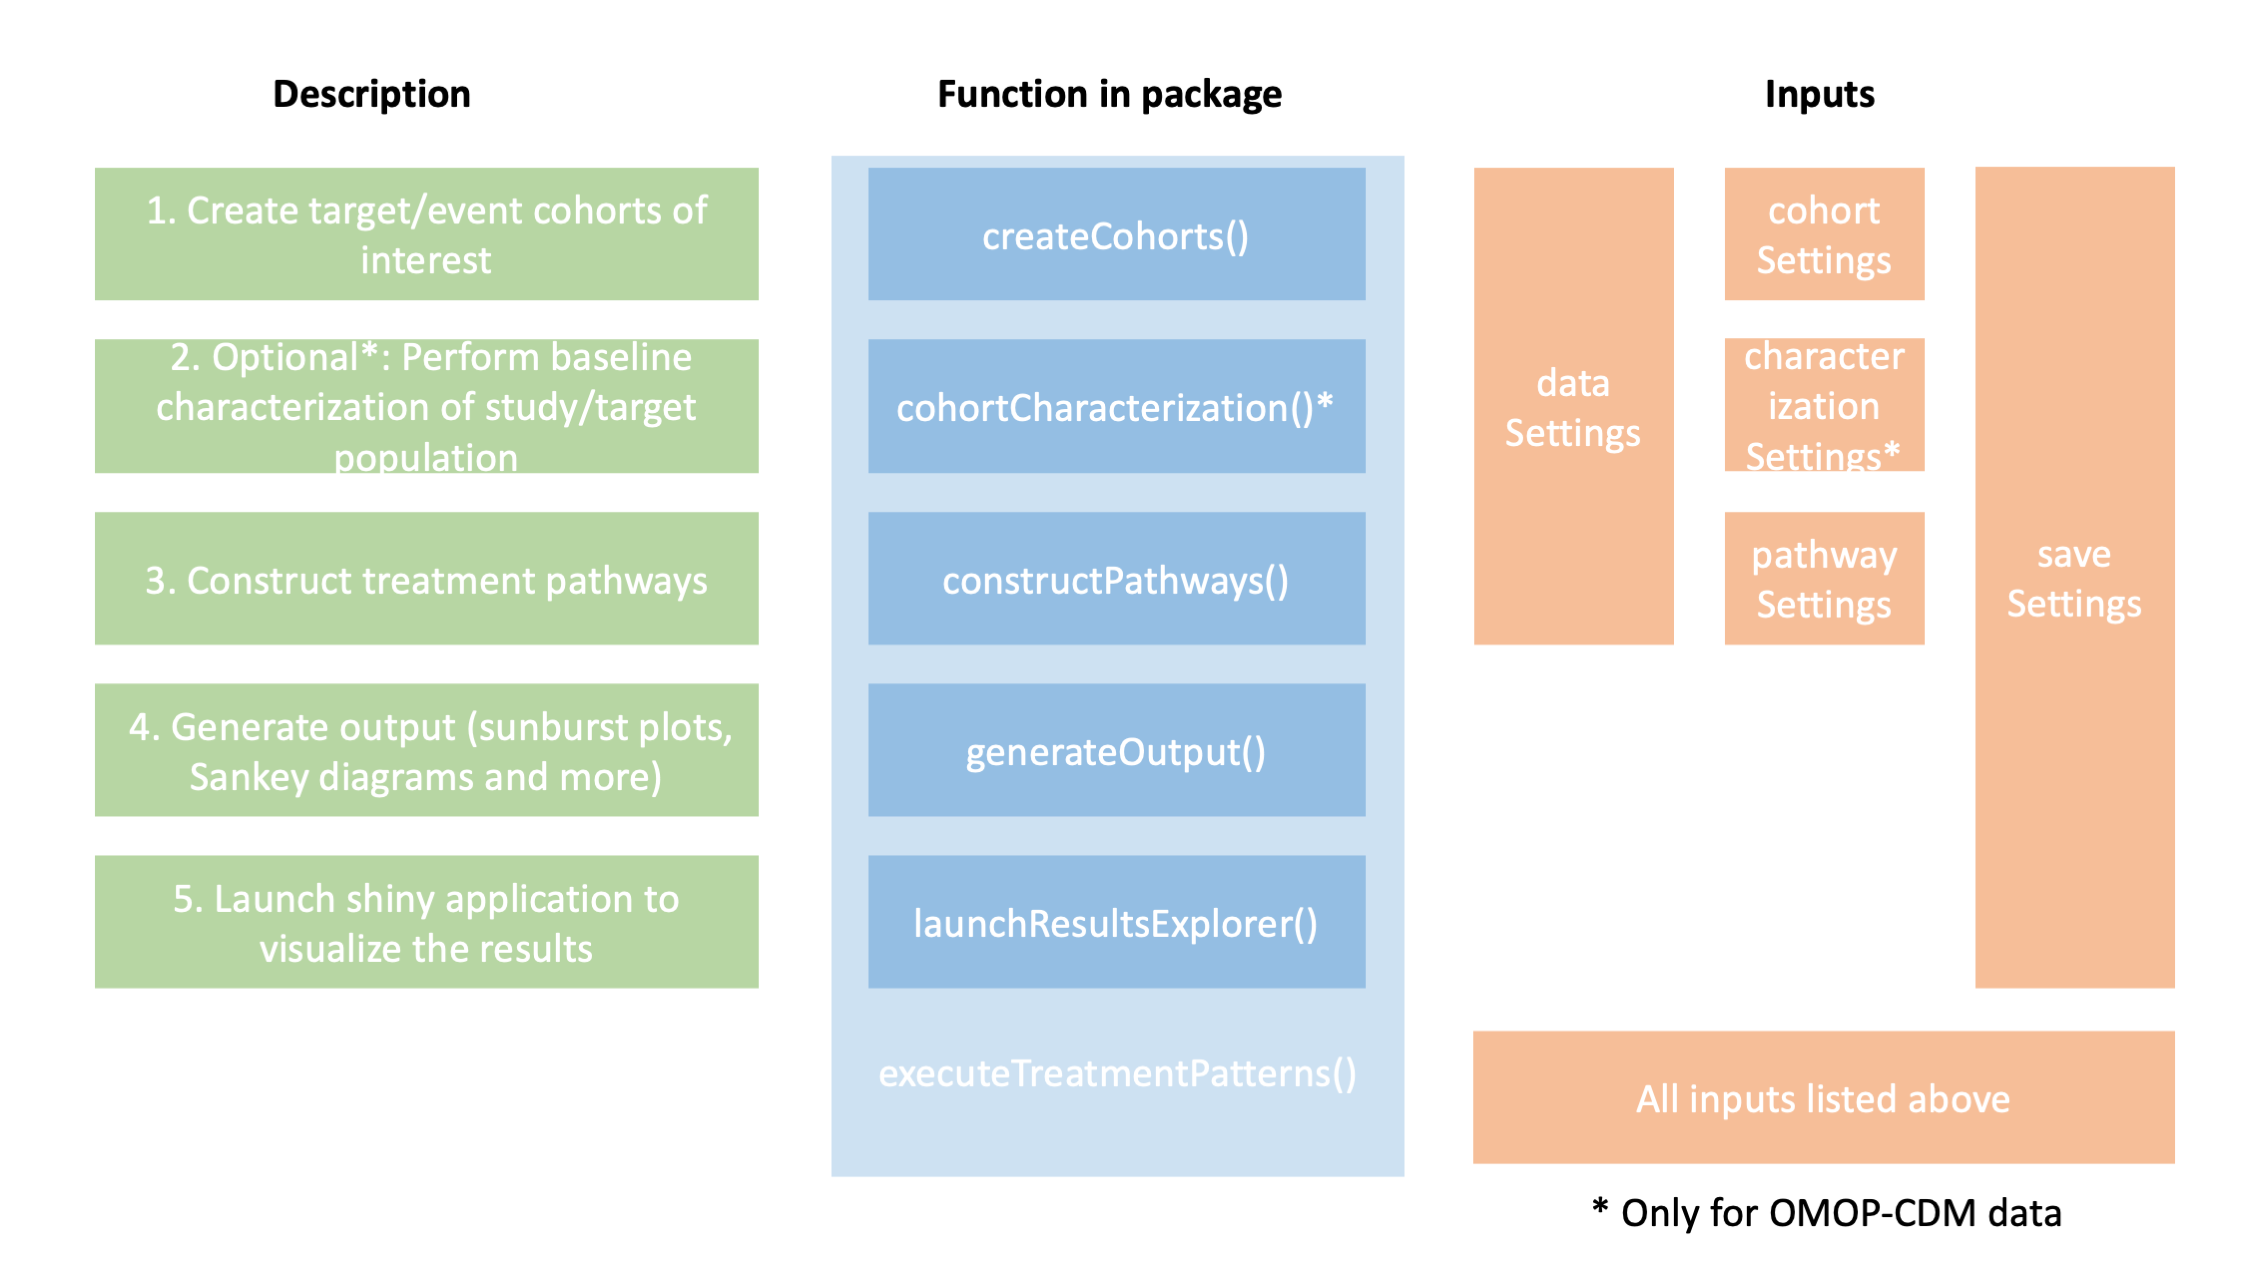 Description
Function in package
Inputs
1. Create target/event cohorts of
interest
createCohorts()
data
Settings
cohort
Settings
save
Settings
2. Optional*: Perform baseline
characterization of study/target
population
cohortCharacterization()*
character
ization
Settings*
3. Construct treatment pathways
constructPathways()
pathway
Settings
4. Generate output (sunburst plots,
Sankey diagrams and more)
generateOutput()
5. Launch shiny application to
visualize the results
launchResultsExplorer()
executeTreatmentPatterns()
All inputs listed above
* Only for OMOP-CDM data